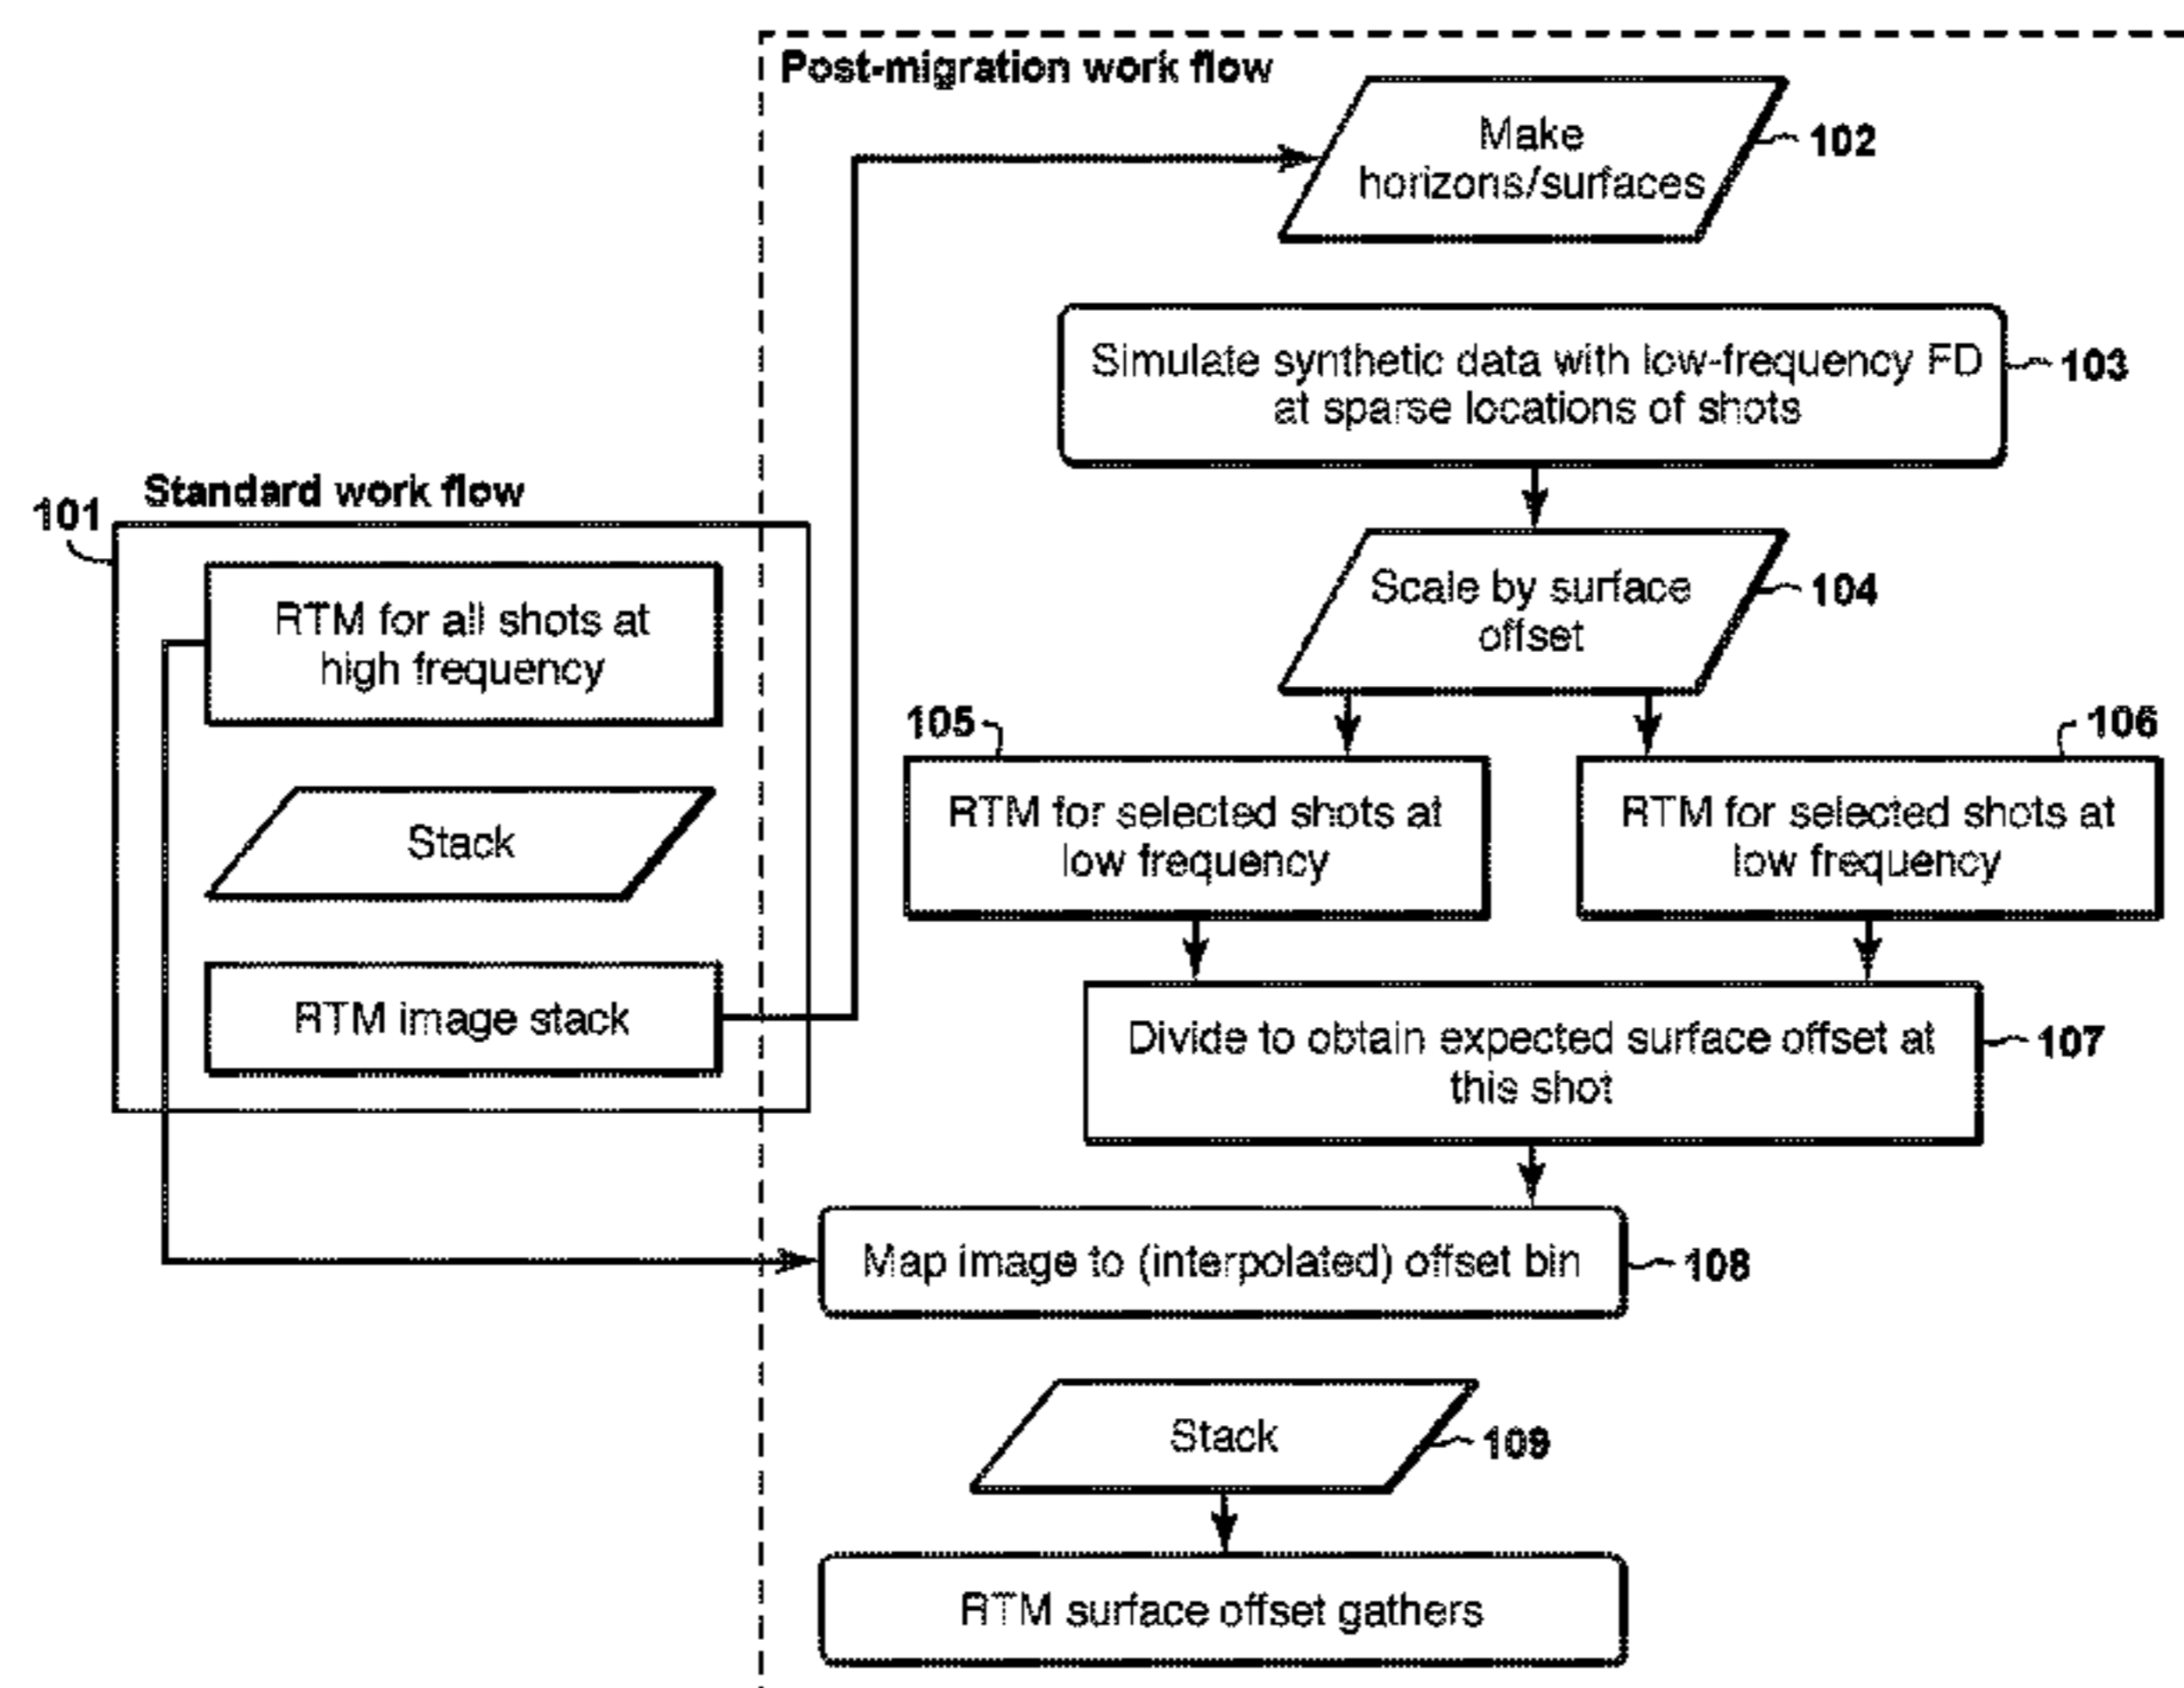 Post-migration work flow
Make
horizons/surfaces
102
Simulate synthetic data with low-frequency FD
at sparse locations of shots
103
Standard work flow
101
RTM for all shots at
high frequency
Stack
RTM image stack
Scale by surface
offset
104
105
RTM for selected shots at
low frequency
106
RTM for selected shots at
low frequency
Divide to obtain expected surface offset at
this shot
107
Map image to (interpolated) offset bin
108
Stack
109
RTM surface offset gathers